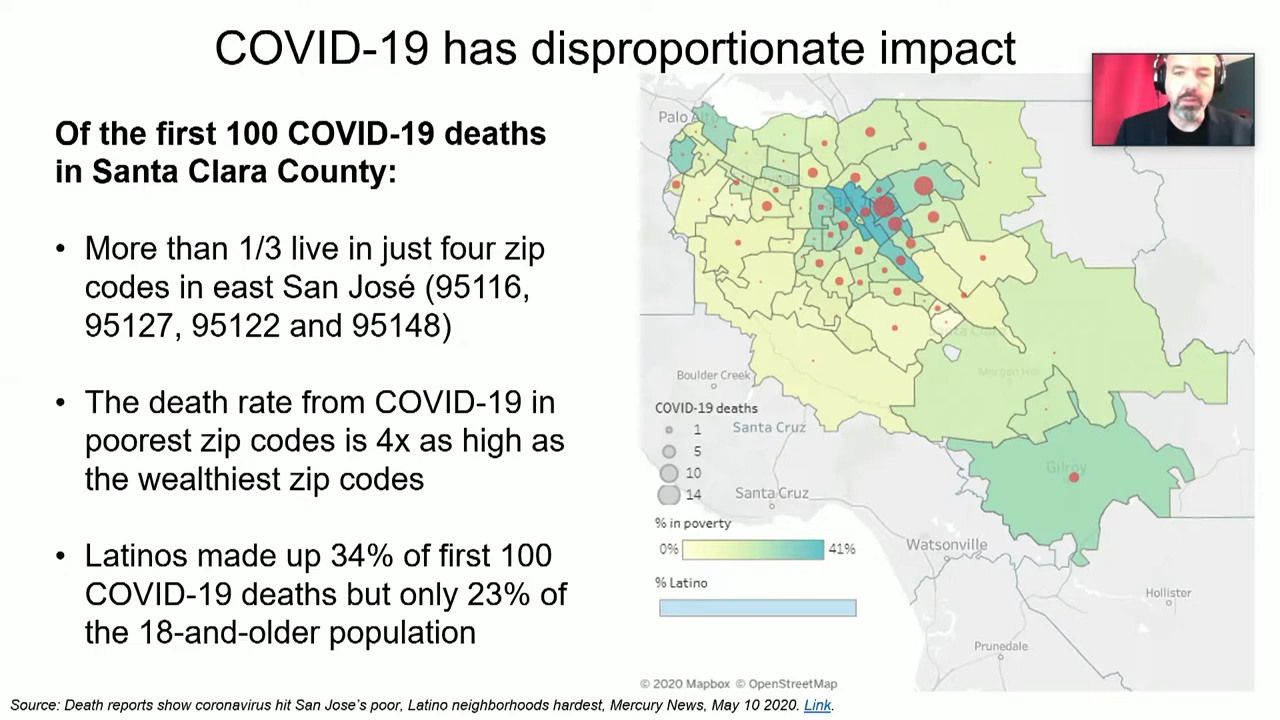 COVID-19 has disproportionate impact
Of the first 100 COVID-19 deaths
in Santa Clara County:
• More than 1/3 live in just four zip
codes in east San José (95116,
95127, 95122 and 95148)
• The death rate from COVID-19 in
poorest zip codes is 4x as high as
the wealthiest zip codes
• Latinos made up 34% of first 100
COVID-19 deaths but only 23% of
the 18-and-older population
Palo Alto
Santa Clara
Morgan Hill
Boulder Creek
COVID-19 deaths
1
Santa Cruz
5
10
14
Santa Cruz
Gilroy
% in poverty
0%
41%
Watsonville
% Latino
Hollister
Prunedale
© 2020 Mapbox © OpenStreetMap
Source: Death reports show coronavirus hit San Jose's poor, Latino neighborhoods hardest, Mercury News, May 10 2020. Link.